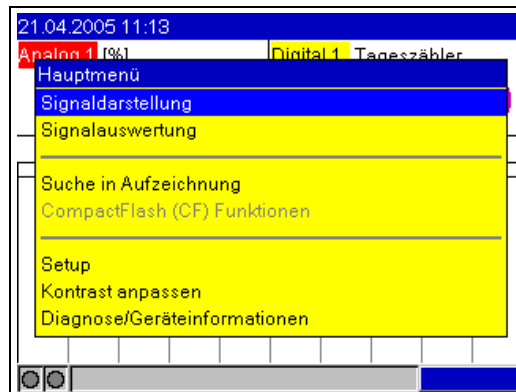 21.04.2005 11:13
Analog 1 [%] Digital 1 Tageszähler
Hauptmenü
Signaldarstellung
Signalauswertung
Suche in Aufzeichnung
CompactFlash (CF) Funktionen
Setup
Kontrast anpassen
Diagnose/Geräteinformationen